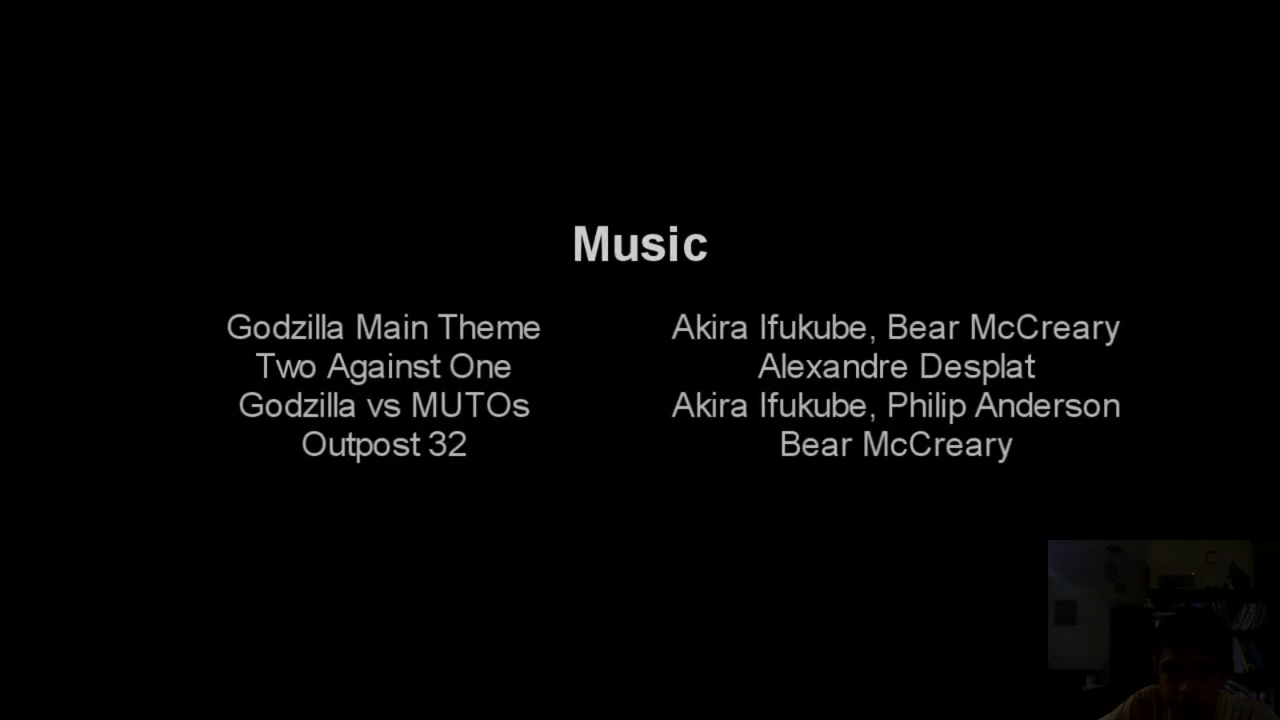 Music
Godzilla Main Theme Akira Ifukube, Bear McCreary
Two Against One Alexandre Desplat
Godzilla vs MUTOs Akira Ifukube, Philip Anderson
Outpost 32 Bear McCreary